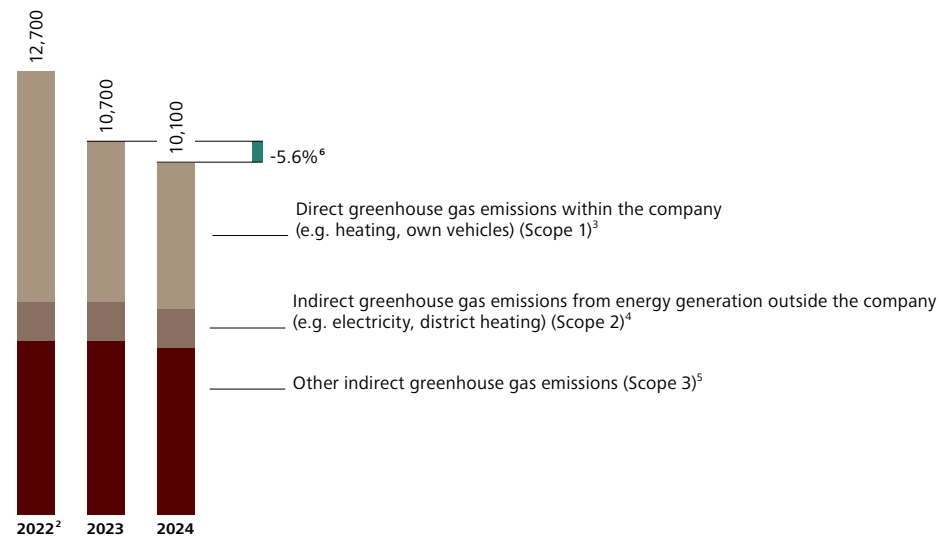 12,700
10,700
10,100
-5.6%⁶
Direct greenhouse gas emissions within the company
(e.g. heating, own vehicles) (Scope 1)³
Indirect greenhouse gas emissions from energy generation outside the company
(e.g. electricity, district heating) (Scope 2)⁴
Other indirect greenhouse gas emissions (Scope 3)⁵
2022² 2023 2024